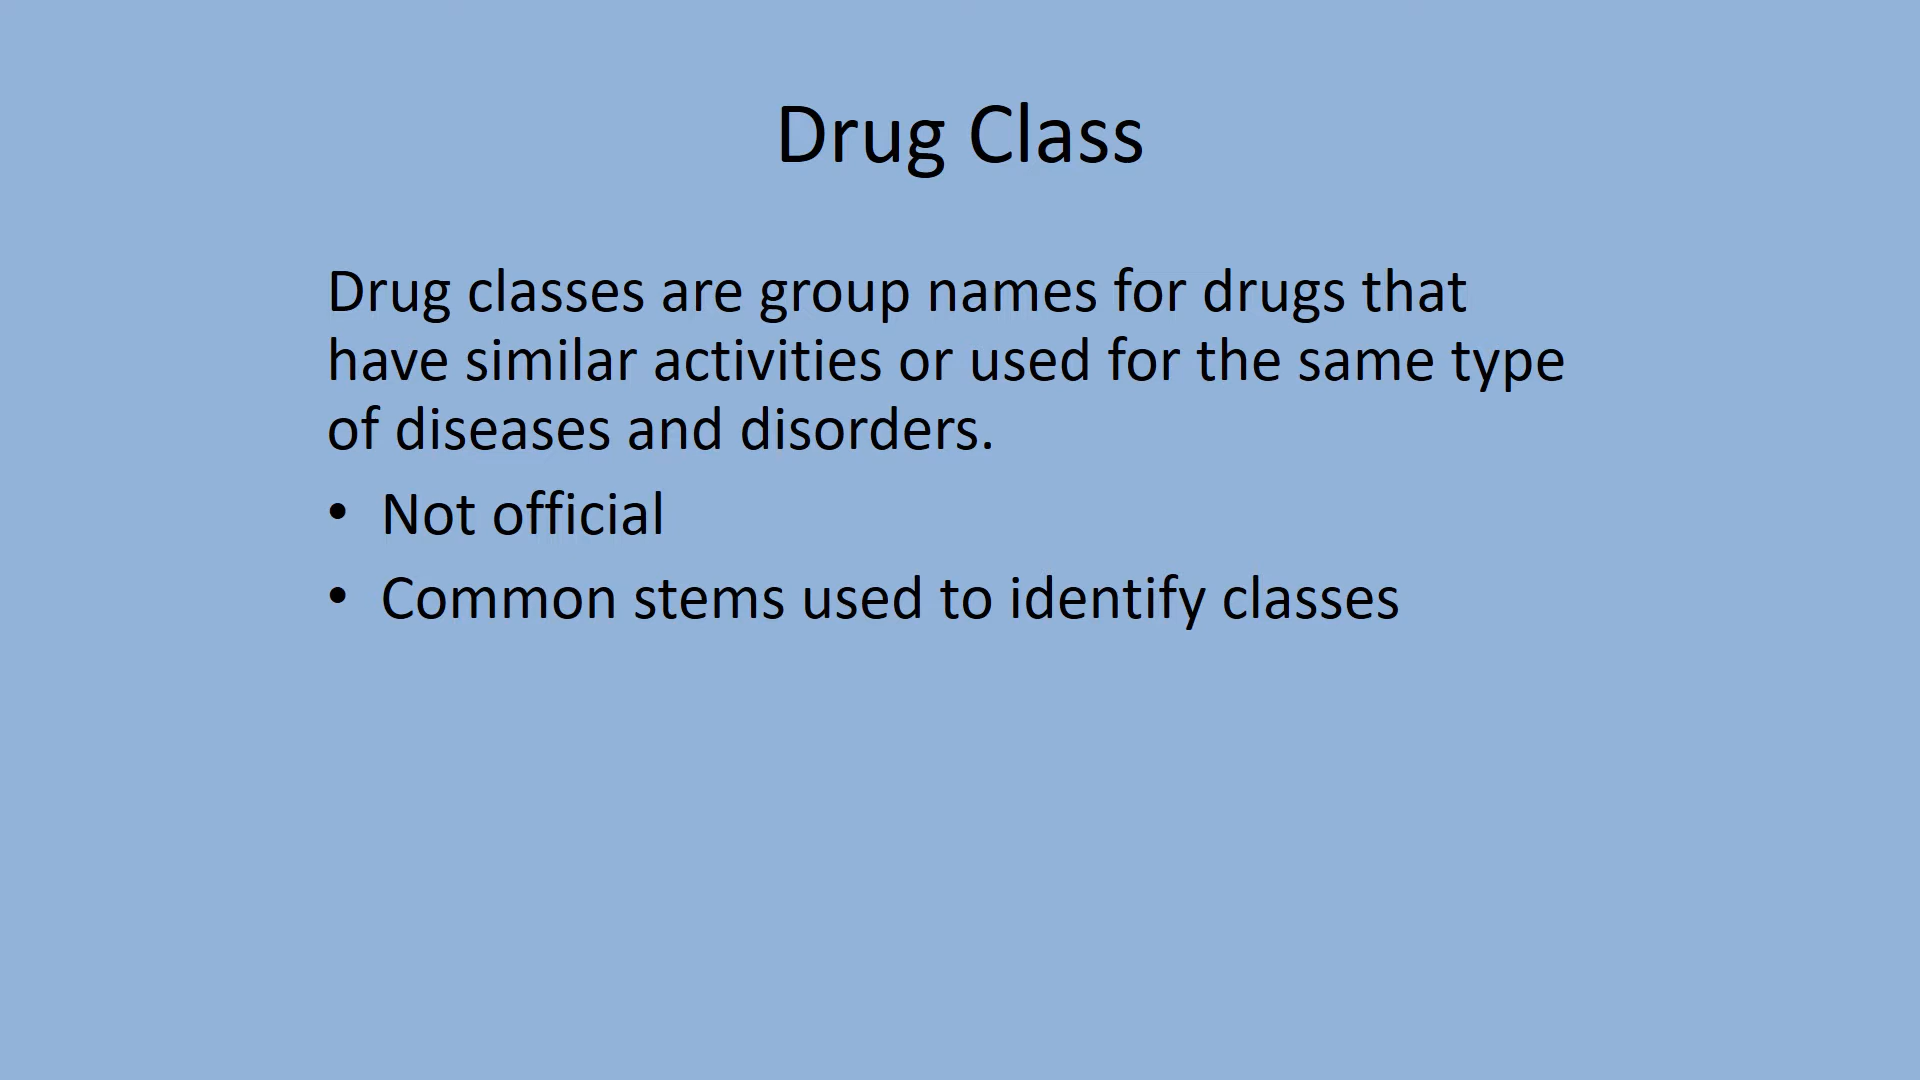 Drug Class
Drug classes are group names for drugs that
have similar activities or used for the same type
of diseases and disorders.
• Not official
• Common stems used to identify classes